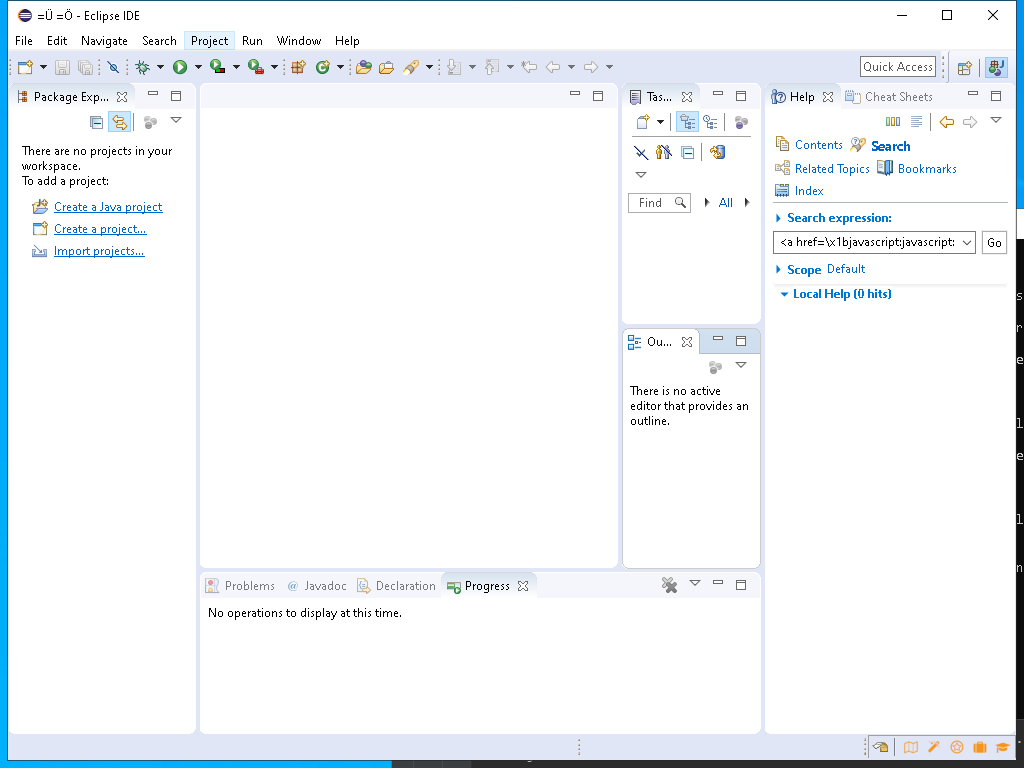 =Ü =Ö - Eclipse IDE
File Edit Navigate Search Project Run Window Help
Quick Access
Package Exp...
There are no projects in your
workspace.
To add a project:
Create a Java project
Create a project...
Import projects...
Tas...
Find
All
Ou...
There is no active
editor that provides an
outline.
Help
Cheat Sheets
Contents
Search
Related Topics
Bookmarks
Index
Search expression:
<a href=\x1bjavascript:javascript:
Go
Scope Default
Local Help (0 hits)
Problems
@ Javadoc
Declaration
Progress
No operations to display at this time.